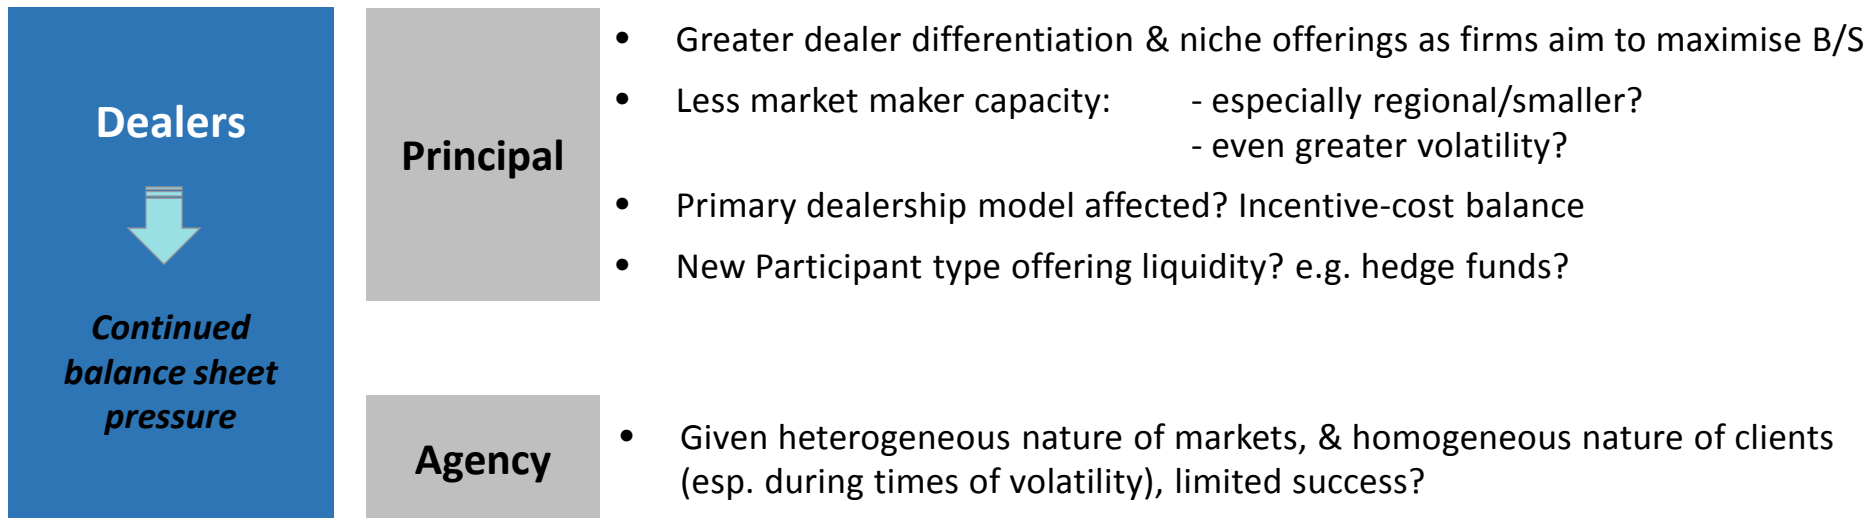 Dealers
Continued
balance sheet
pressure
Principal
• Greater dealer differentiation & niche offerings as firms aim to maximise B/S
• Less market maker capacity: - especially regional/smaller?
- even greater volatility?
• Primary dealership model affected? Incentive-cost balance
• New Participant type offering liquidity? e.g. hedge funds?
Agency
• Given heterogeneous nature of markets, & homogeneous nature of clients
(esp. during times of volatility), limited success?